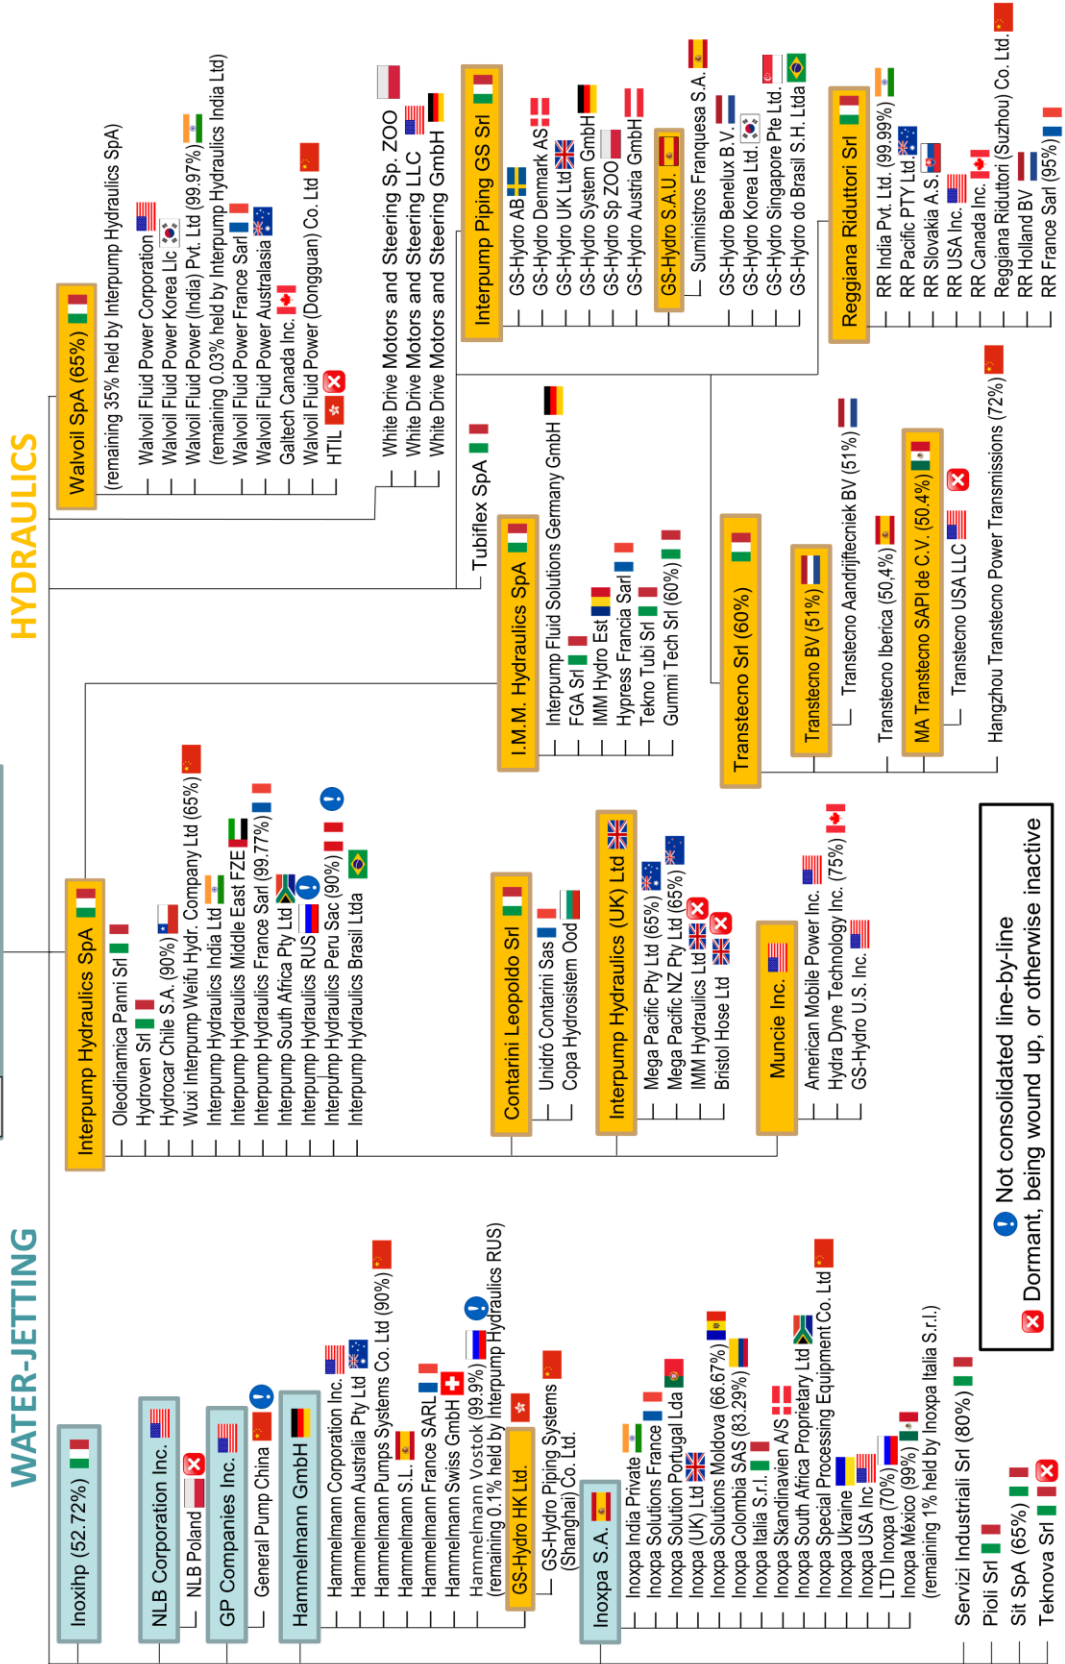 WATER-JETTING
Inoxihp (52.72%)
NLB Corporation Inc.
NLB Poland
GP Companies Inc.
General Pump China
Hammelmann GmbH
Hammelmann Corporation Inc.
Hammelmann Australia Pty Ltd
Hammelmann Pumps Systems Co. Ltd (90%)
Hammelmann S.L.
Hammelmann France SARL
Hammelmann Swiss GmbH
Hammelmann Vostok (99.9%)
(remaining 0.1% held by Interpump Hydraulics RUS)
GS-Hydro HK Ltd.
GS-Hydro Piping Systems
(Shanghai) Co. Ltd.
Inoxpa S.A.
Inoxpa India Private
Inoxpa Solutions France
Inoxpa Solution Portugal Lda
Inoxpa (UK) Ltd
Inoxpa Solutions Moldova (66.67%)
Inoxpa Colombia SAS (83.29%)
Inoxpa Italia S.r.l.
Inoxpa Skandinavien A/S
Inoxpa South Africa Proprietary Ltd
Inoxpa Special Processing Equipment Co. Ltd
Inoxpa Ukraine
Inoxpa USA Inc
LTD Inoxpa (70%)
Inoxpa México (99%)
(remaining 1% held by Inoxpa Italia S.r.l.)
Servizi Industriali Srl (80%)
Pioli Srl
Sit SpA (65%)
Teknova Srl
HYDRAULICS
Interpump Hydraulics SpA
Oleodinamica Panni Srl
Hydroven Srl
Hydrocar Chile S.A. (90%)
Wuxi Interpump Weifu Hydr. Company Ltd (65%)
Interpump Hydraulics India Ltd
Interpump Hydraulics Middle East FZE
Interpump Hydraulics France Sarl (99.77%)
Interpump South Africa Pty Ltd
Interpump Hydraulics RUS
Interpump Hydraulics Peru Sac (90%)
Interpump Hydraulics Brasil Ltda
Contarini Leopoldo Srl
Unidrò Contarini Sas
Copa Hydrosistem Ood
Interpump Hydraulics (UK) Ltd
Mega Pacific Pty Ltd (65%)
Mega Pacific NZ Pty Ltd (65%)
IMM Hydraulics Ltd
Bristol Hose Ltd
Muncie Inc.
American Mobile Power Inc.
Hydra Dyne Technology Inc. (75%)
GS-Hydro U.S. Inc.
Walvoil SpA (65%)
(remaining 35% held by Interpump Hydraulics SpA)
Walvoil Fluid Power Corporation
Walvoil Fluid Power Korea Llc
Walvoil Fluid Power (India) Pvt. Ltd (99.97%)
(remaining 0.03% held by Interpump Hydraulics India Ltd)
Walvoil Fluid Power France Sarl
Walvoil Fluid Power Australasia
Galtech Canada Inc.
Walvoil Fluid Power (Dongguan) Co. Ltd
HTIL
White Drive Motors and Steering Sp. ZOO
White Drive Motors and Steering LLC
White Drive Motors and Steering GmbH
Tubiflex SpA
I.M.M. Hydraulics SpA
Interpump Fluid Solutions Germany GmbH
FGA Srl
IMM Hydro Est
Hypress Francia Sarl
Tekno Tubi Srl
Gummi Tech Srl (60%)
Interpump Piping GS Srl
GS-Hydro AB
GS-Hydro Denmark AS
GS-Hydro UK Ltd
GS-Hydro System GmbH
GS-Hydro Sp ZOO
GS-Hydro Austria GmbH
GS-Hydro S.A.U.
Suministros Franquesa S.A.
GS-Hydro Benelux B.V.
GS-Hydro Korea Ltd.
GS-Hydro Singapore Pte Ltd.
GS-Hydro do Brasil S.H. Ltda
Transtecno Srl (60%)
Transtecno BV (51%)
Transtecno Aandrijftecniek BV (51%)
Transtecno Iberica (50,4%)
MA Transtecno SAPI de C.V. (50.4%)
Transtecno USA LLC
Hangzhou Transtecno Power Transmissions (72%)
Reggiana Riduttori Srl
RR India Pvt. Ltd. (99.99%)
RR Pacific PTY Ltd.
RR Slovakia A.S.
RR USA Inc.
RR Canada Inc.
Reggiana Riduttori (Suzhou) Co. Ltd.
RR Holland BV
RR France Sarl (95%)
Not consolidated line-by-line
Dormant, being wound up, or otherwise inactive